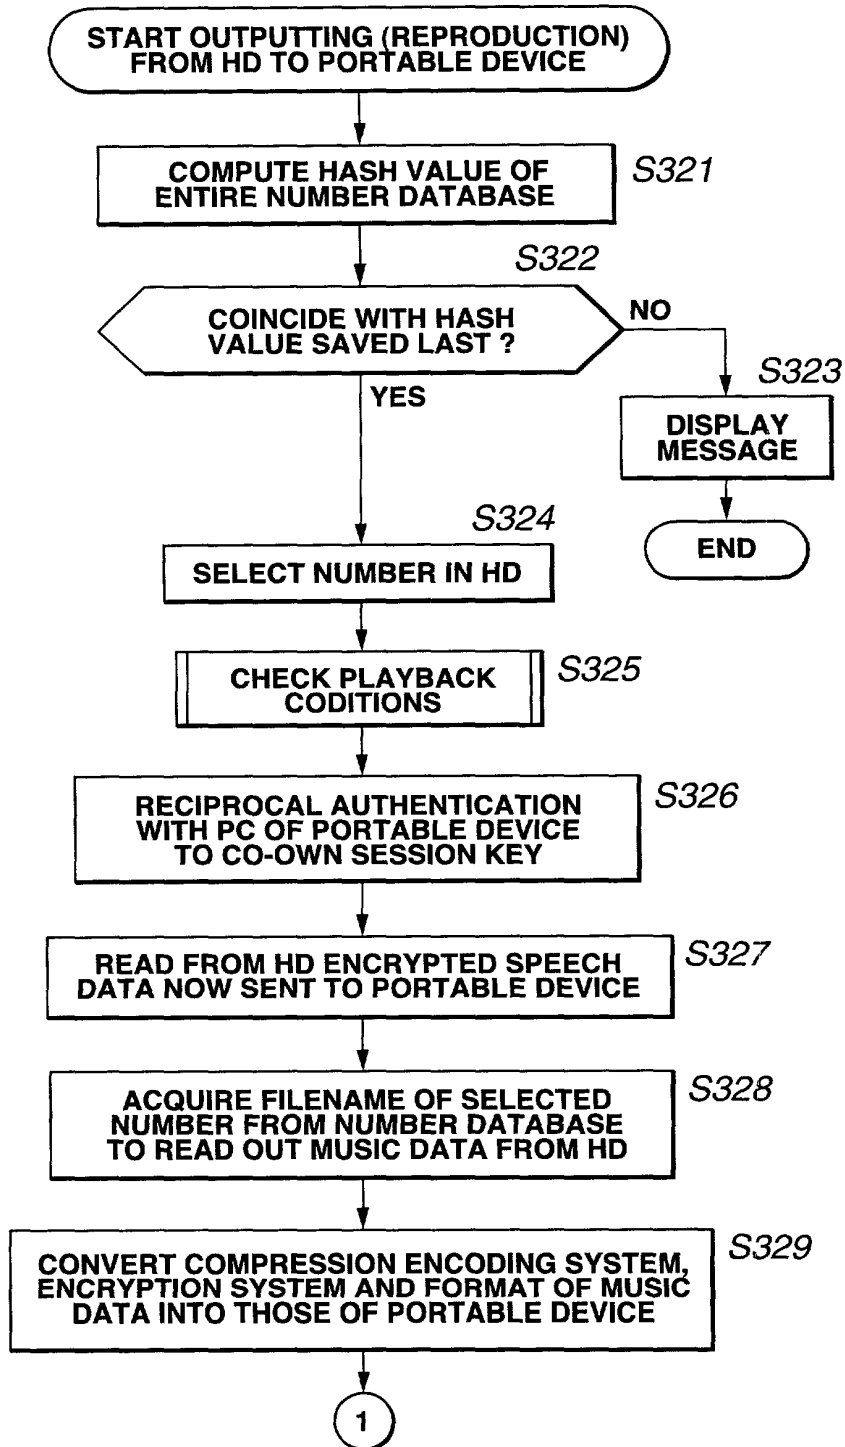 START OUTPUTTING (REPRODUCTION)
FROM HD TO PORTABLE DEVICE
COMPUTE HASH VALUE OF
ENTIRE NUMBER DATABASE
S321
S322
COINCIDE WITH HASH
VALUE SAVED LAST ?
NO
YES
S323
DISPLAY
MESSAGE
END
S324
SELECT NUMBER IN HD
CHECK PLAYBACK
CODITIONS
S325
RECIPROCAL AUTHENTICATION
WITH PC OF PORTABLE DEVICE
TO CO-OWN SESSION KEY
S326
READ FROM HD ENCRYPTED SPEECH
DATA NOW SENT TO PORTABLE DEVICE
S327
ACQUIRE FILENAME OF SELECTED
NUMBER FROM NUMBER DATABASE
TO READ OUT MUSIC DATA FROM HD
S328
CONVERT COMPRESSION ENCODING SYSTEM,
ENCRYPTION SYSTEM AND FORMAT OF MUSIC
DATA INTO THOSE OF PORTABLE DEVICE
S329
1